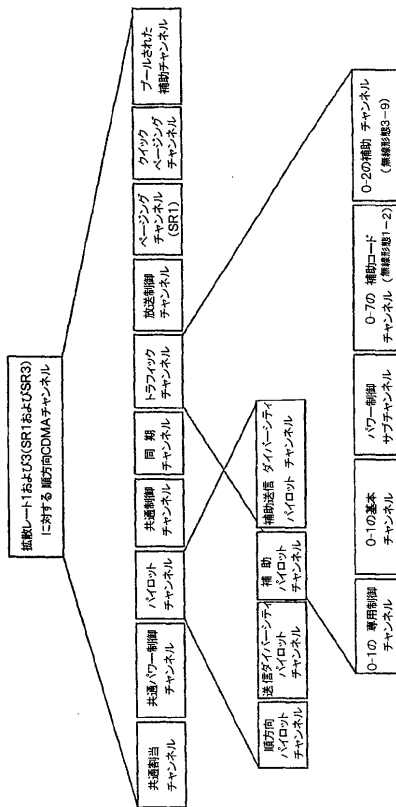 拡散レート1および3(SR1およびSR3)
に対する 順方向CDMAチャンネル
共通割当
チャンネル
共通パワー制御
チャンネル
パイロット
チャンネル
共通制御
チャンネル
同 期
チャンネル
トラフィック
チャンネル
放送制御
チャンネル
ページング
チャンネル
(SR1)
クイック
ページング
チャンネル
プールされた
補助チャンネル
順方向
パイロット
チャンネル
送信ダイバーシティ
パイロット
チャンネル
補 助
パイロット
チャンネル
補助送信 ダイバーシティ
パイロット チャンネル
0-1の 専用制御
チャンネル
0-1の基本
チャンネル
パワー制御
サブチャンネル
0-7の 補助コード
チャンネル (無線形態1-2)
0-2の補助 チャンネル
(無線形態3-9)